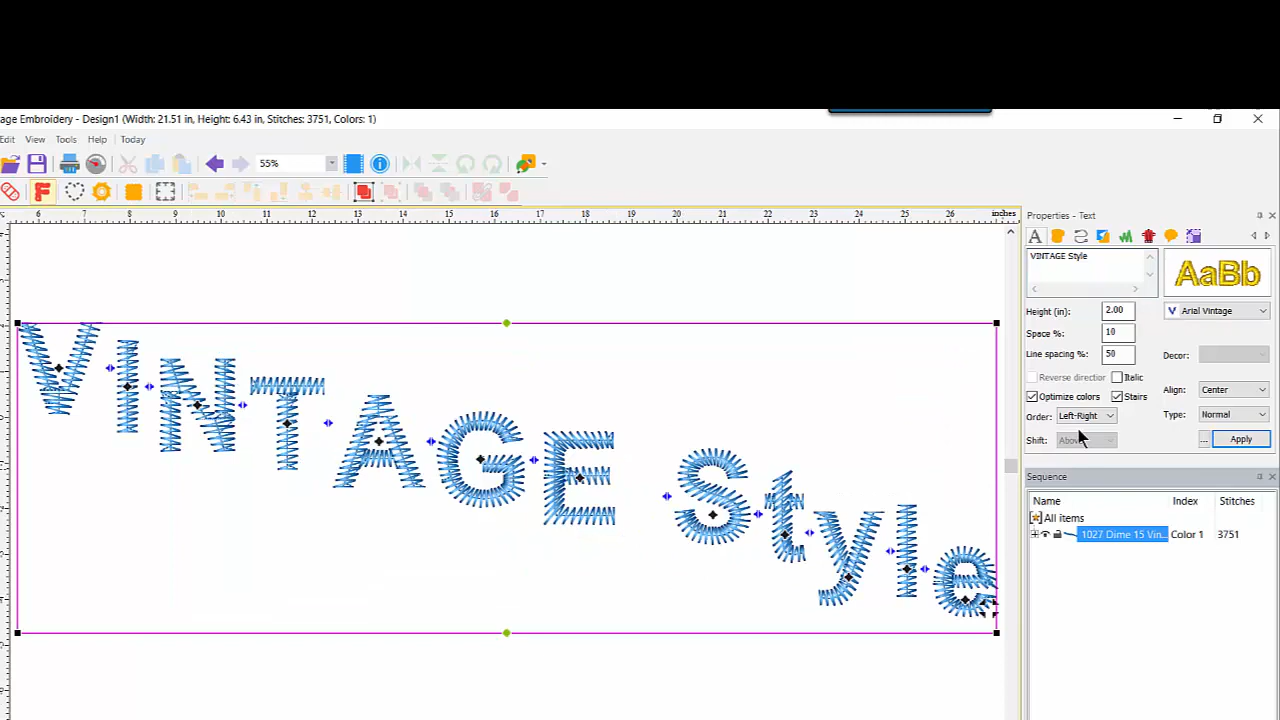 age Embroidery - Design1 (Width: 21.51 in, Height: 6.43 in, Stitches: 3751, Colors: 1)
Edit View Tools Help Today
55%
6 7 8 9 10 11 12 13 14 15 16 17 18 19 20 21 22 23 24 25 26 inches
Properties - Text
VINTAGE Style
AaBb
Height (in): 2.00
Arial Vintage
Space %: 10
Line spacing %: 50
Decor:
Reverse direction Italic
Optimize colors Stairs
Align: Center
Order: Left-Right
Type: Normal
Shift:
... Apply
Sequence
Name Index Stitches
All items
1027 Dime 15 Vin... Color 1 3751
VINTAGE Style